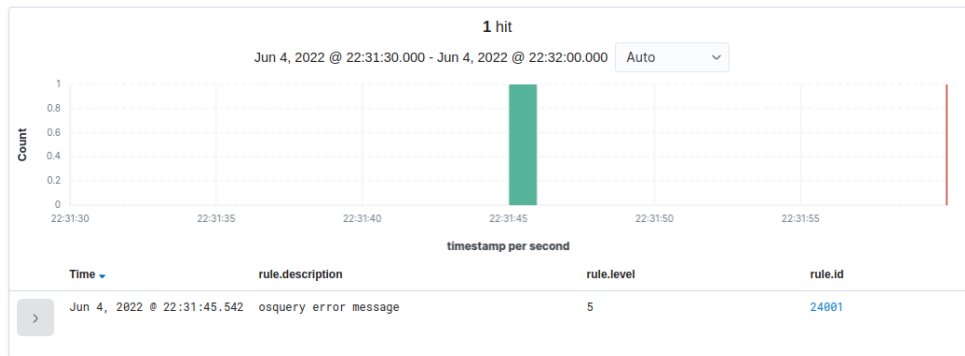 1 hit
Jun 4, 2022 @ 22:31:30.000 - Jun 4, 2022 @ 22:32:00.000 Auto
1
0.8
0.6
0.4
0.2
0
Count
22:31:30 22:31:35 22:31:40 22:31:45 22:31:50 22:31:55
timestamp per second
Time rule.description rule.level rule.id
Jun 4, 2022 @ 22:31:45.542 osquery error message 5 24001